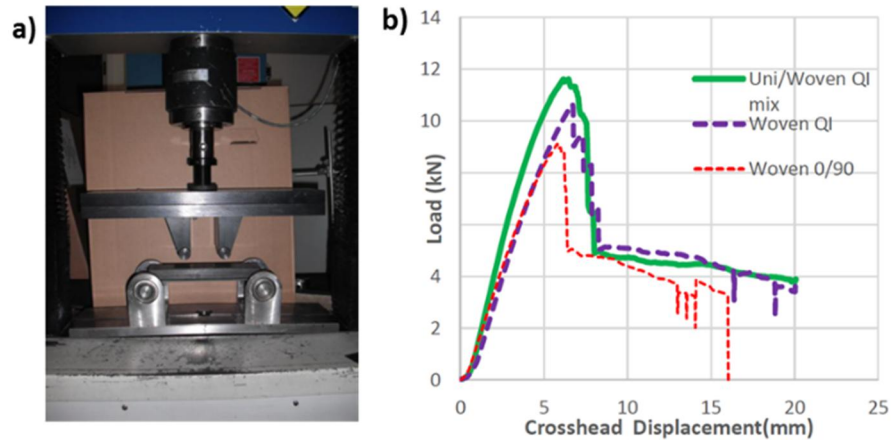 a)
b)
14
12
10
8
6
4
2
0
Load (kN)
Uni/Woven QI
mix
Woven QI
Woven 0/90
0
5
10
15
20
25
Crosshead Displacement(mm)